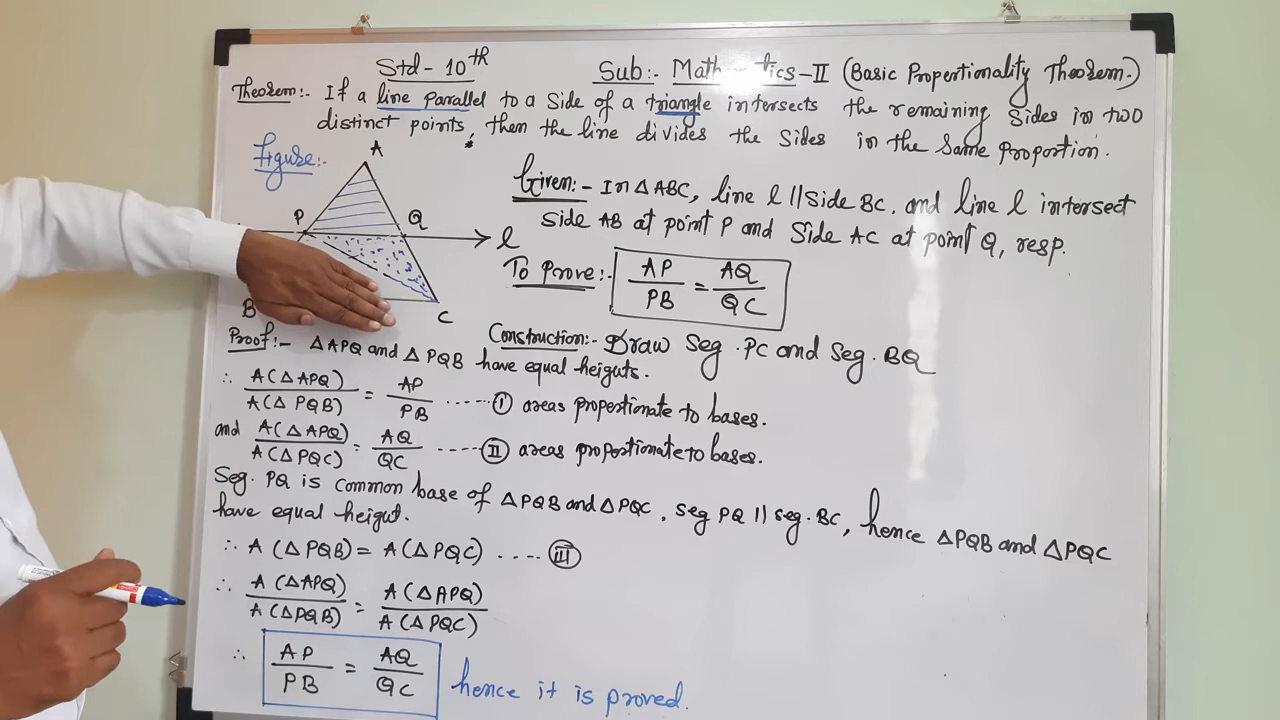 Std - 10th
Sub:- Mathematics-II (Basic Propertionality Theorem.)
Theorem:- If a line parallel to a side of a triangle intersects the remaining sides in two
distinct points, then the line divides the sides in the same proportion.
Figure:-
A
P
Q
l
B
C
Given:- In △ABC, line l || side BC, and line l intersect
side AB at point P and side AC at point Q, resp.
To prove:- AP/PB = AQ/QC
Construction:- Draw seg. PC and seg. BQ
Proof:- △APQ and △PQB have equal heiguts.
∴ A(△APQ)/A(△PQB) = AP/PB ...... Ⓘ areas propertionate to bases.
and A(△APQ)/A(△PQC) = AQ/QC ...... Ⅱ areas proportionate to bases.
Seg. PQ is common base of △PQB and △PQC, seg PQ || seg. BC, hence △PQB and △PQC
have equal heigut.
∴ A(△PQB) = A(△PQC) ..... Ⅲ
∴ A(△APQ)/A(△PQB) = A(△APQ)/A(△PQC)
∴ AP/PB = AQ/QC hence it is proved.